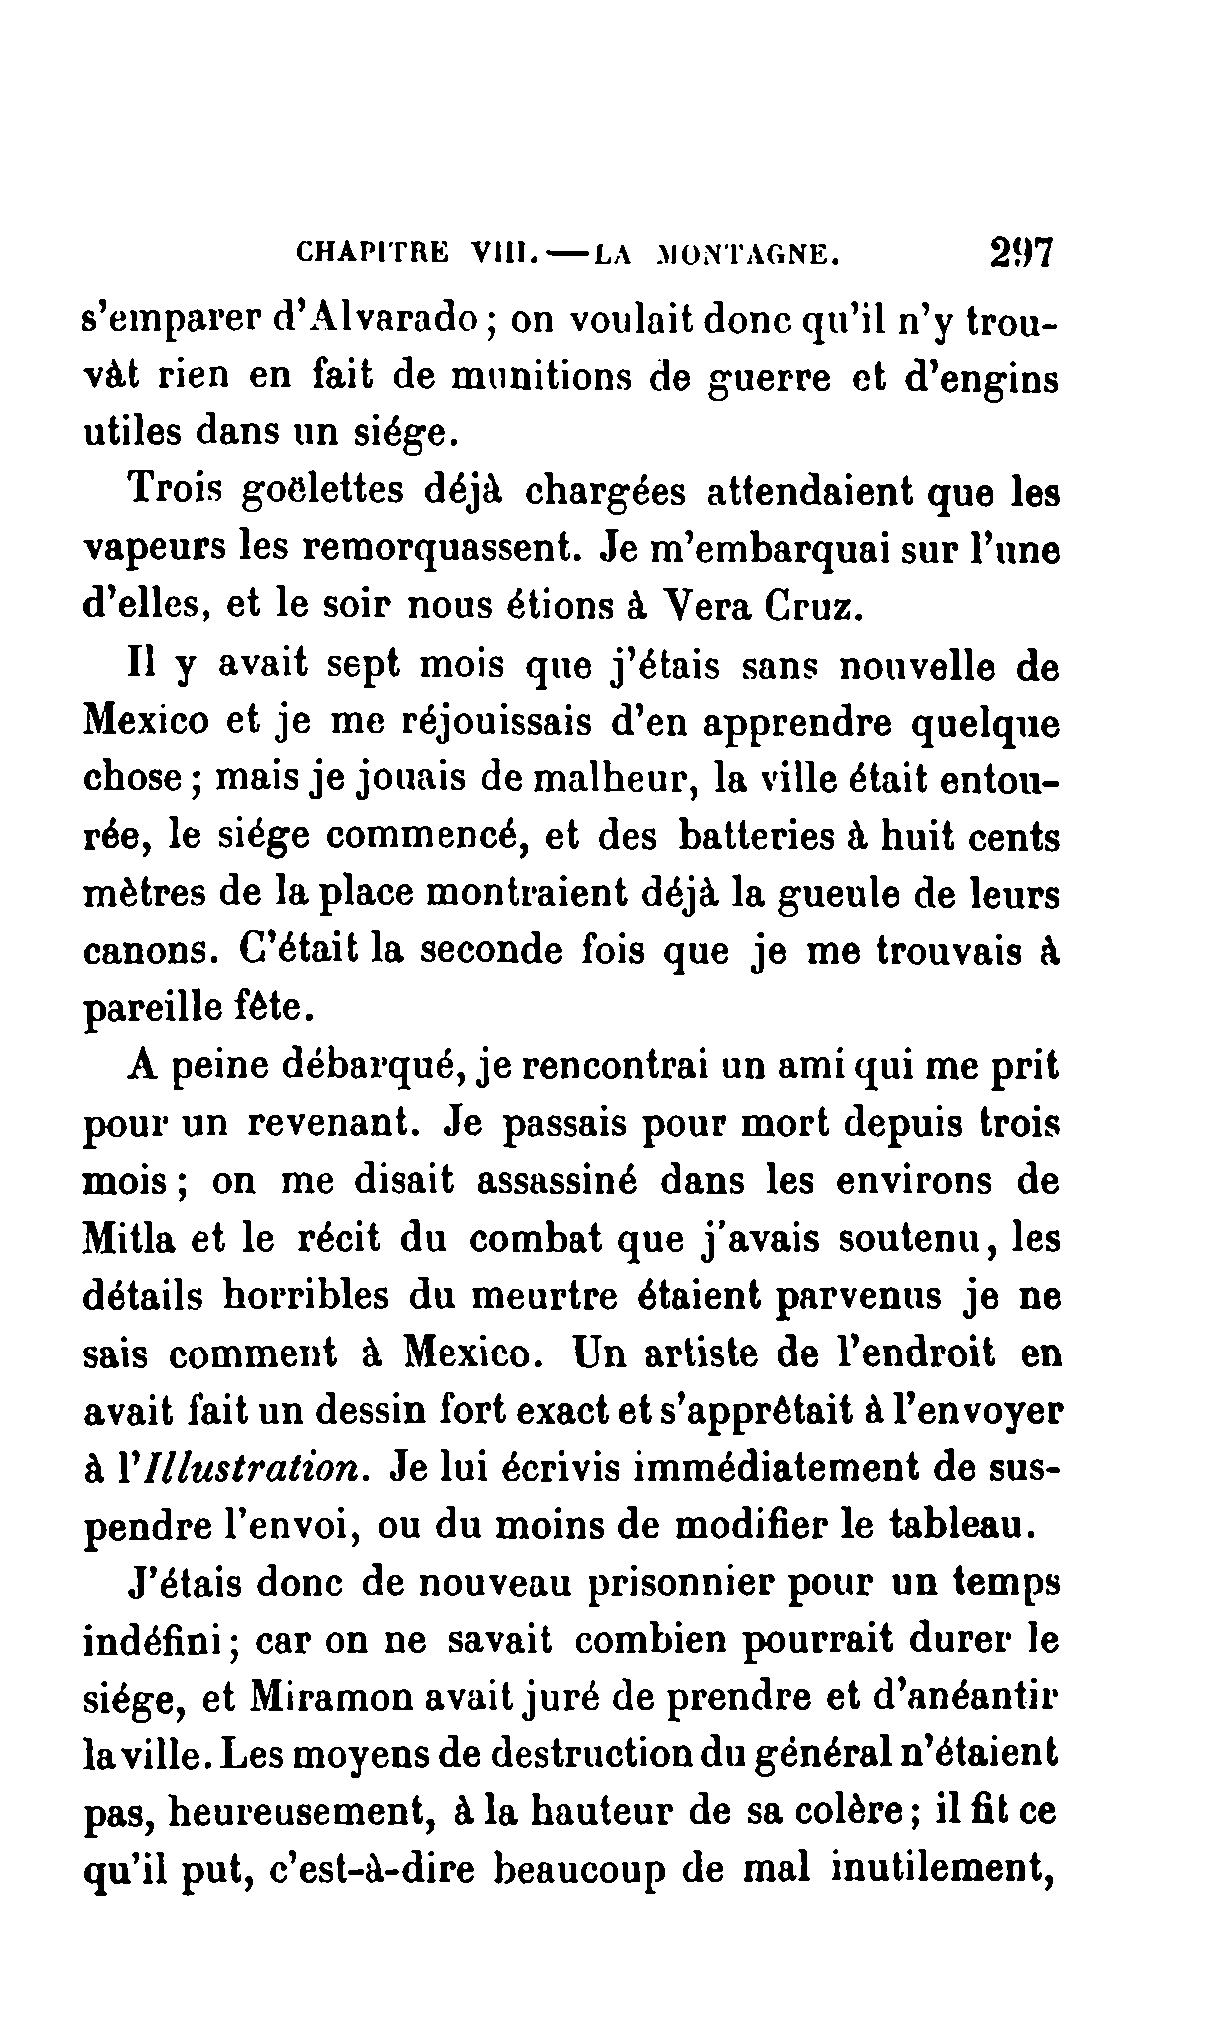 CHAPITRE VIII.—LA MONTAGNE. 297
s'emparer d'Alvarado; on voulait donc qu'il n'y trou-
vât rien en fait de munitions de guerre et d'engins
utiles dans un siége.
Trois goëlettes déjà chargées attendaient que les
vapeurs les remorquassent. Je m'embarquai sur l'une
d'elles, et le soir nous étions à Vera Cruz.
Il y avait sept mois que j'étais sans nouvelle de
Mexico et je me réjouissais d'en apprendre quelque
chose; mais je jouais de malheur, la ville était entou-
rée, le siége commencé, et des batteries à huit cents
mètres de la place montraient déjà la gueule de leurs
canons. C'était la seconde fois que je me trouvais à
pareille fête.
A peine débarqué, je rencontrai un ami qui me prit
pour un revenant. Je passais pour mort depuis trois
mois; on me disait assassiné dans les environs de
Mitla et le récit du combat que j'avais soutenu, les
détails horribles du meurtre étaient parvenus je ne
sais comment à Mexico. Un artiste de l'endroit en
avait fait un dessin fort exact et s'apprêtait à l'envoyer
à l'Illustration. Je lui écrivis immédiatement de sus-
pendre l'envoi, ou du moins de modifier le tableau.
J'étais donc de nouveau prisonnier pour un temps
indéfini; car on ne savait combien pourrait durer le
siége, et Miramon avait juré de prendre et d'anéantir
la ville. Les moyens de destruction du général n'étaient
pas, heureusement, à la hauteur de sa colère; il fit ce
qu'il put, c'est-à-dire beaucoup de mal inutilement,